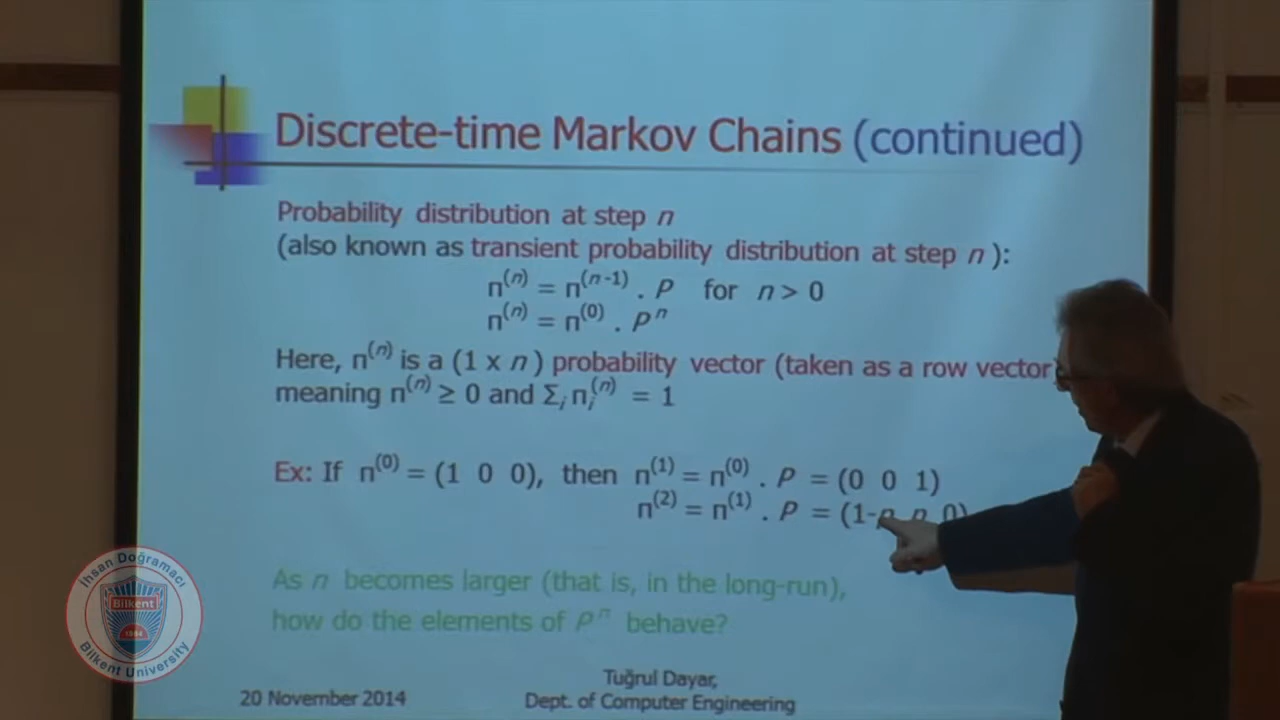 Discrete-time Markov Chains (continued)
Probability distribution at step n
(also known as transient probability distribution at step n ):
π⁽ⁿ⁾ = π⁽ⁿ⁻¹⁾ . P for n > 0
π⁽ⁿ⁾ = π⁽⁰⁾ . Pⁿ
Here, π⁽ⁿ⁾ is a (1 x n ) probability vector (taken as a row vector)
meaning π⁽ⁿ⁾ ≥ 0 and Σᵢ πᵢ⁽ⁿ⁾ = 1
Ex: If π⁽⁰⁾ = (1 0 0), then π⁽¹⁾ = π⁽⁰⁾ . P = (0 0 1)
π⁽²⁾ = π⁽¹⁾ . P = (1-p p 0)
As n becomes larger (that is, in the long-run),
how do the elements of Pⁿ behave?
İhsan Doğramacı
Bilkent
1984
Bilkent University
20 November 2014
Tuğrul Dayar,
Dept. of Computer Engineering